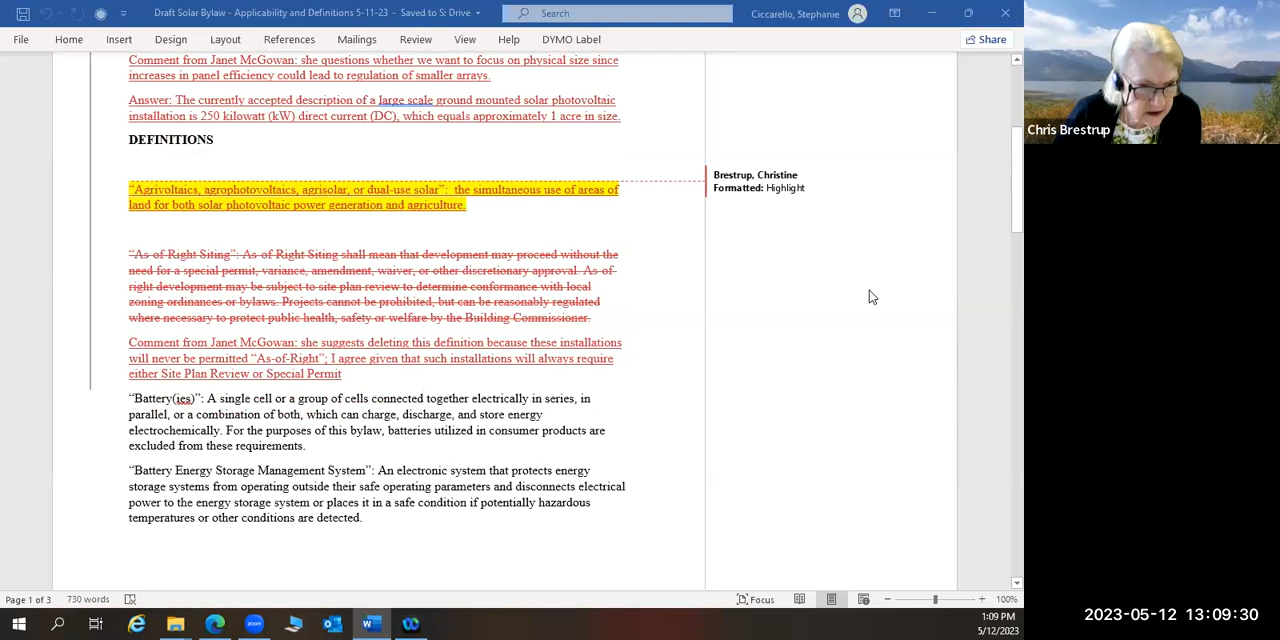 Draft Solar Bylaw - Applicability and Definitions 5-11-23 - Saved to S: Drive
Search
Ciccarello, Stephanie
File Home Insert Design Layout References Mailings Review View Help DYMO Label Share
Comment from Janet McGowan: she questions whether we want to focus on physical size since
increases in panel efficiency could lead to regulation of smaller arrays.
Answer: The currently accepted description of a large scale ground mounted solar photovoltaic
installation is 250 kilowatt (kW) direct current (DC), which equals approximately 1 acre in size.
DEFINITIONS
"Agrivoltaics, agrophotovoltaics, agrisolar, or dual-use solar":  the simultaneous use of areas of
land for both solar photovoltaic power generation and agriculture.
Brestrup, Christine
Formatted: Highlight
"As-of-Right Siting": As-of-Right Siting shall mean that development may proceed without the
need for a special permit, variance, amendment, waiver, or other discretionary approval. As-of-
right development may be subject to site plan review to determine conformance with local
zoning ordinances or bylaws. Projects cannot be prohibited, but can be reasonably regulated
where necessary to protect public health, safety or welfare by the Building Commissioner.
Comment from Janet McGowan: she suggests deleting this definition because these installations
will never be permitted "As-of-Right"; I agree given that such installations will always require
either Site Plan Review or Special Permit
"Battery(ies)": A single cell or a group of cells connected together electrically in series, in
parallel, or a combination of both, which can charge, discharge, and store energy
electrochemically. For the purposes of this bylaw, batteries utilized in consumer products are
excluded from these requirements.
"Battery Energy Storage Management System": An electronic system that protects energy
storage systems from operating outside their safe operating parameters and disconnects electrical
power to the energy storage system or places it in a safe condition if potentially hazardous
temperatures or other conditions are detected.
Page 1 of 3 730 words Focus 100%
zoom
1:09 PM
5/12/2023
Chris Brestrup
2023-05-12 13:09:30